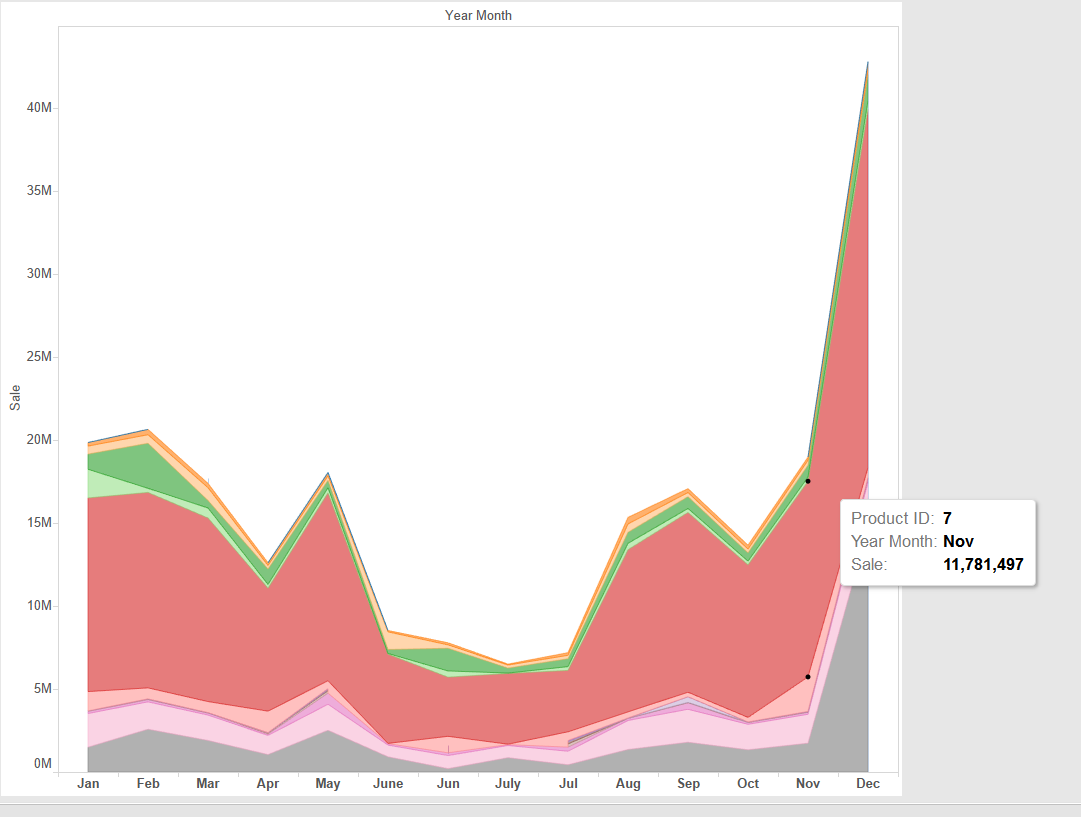 Year Month
40M
35M
30M
25M
20M
15M
10M
5M
0M
Sale
Product ID: 7
Year Month: Nov
Sale: 11,781,497
Jan Feb Mar Apr May June Jun July Jul Aug Sep Oct Nov Dec